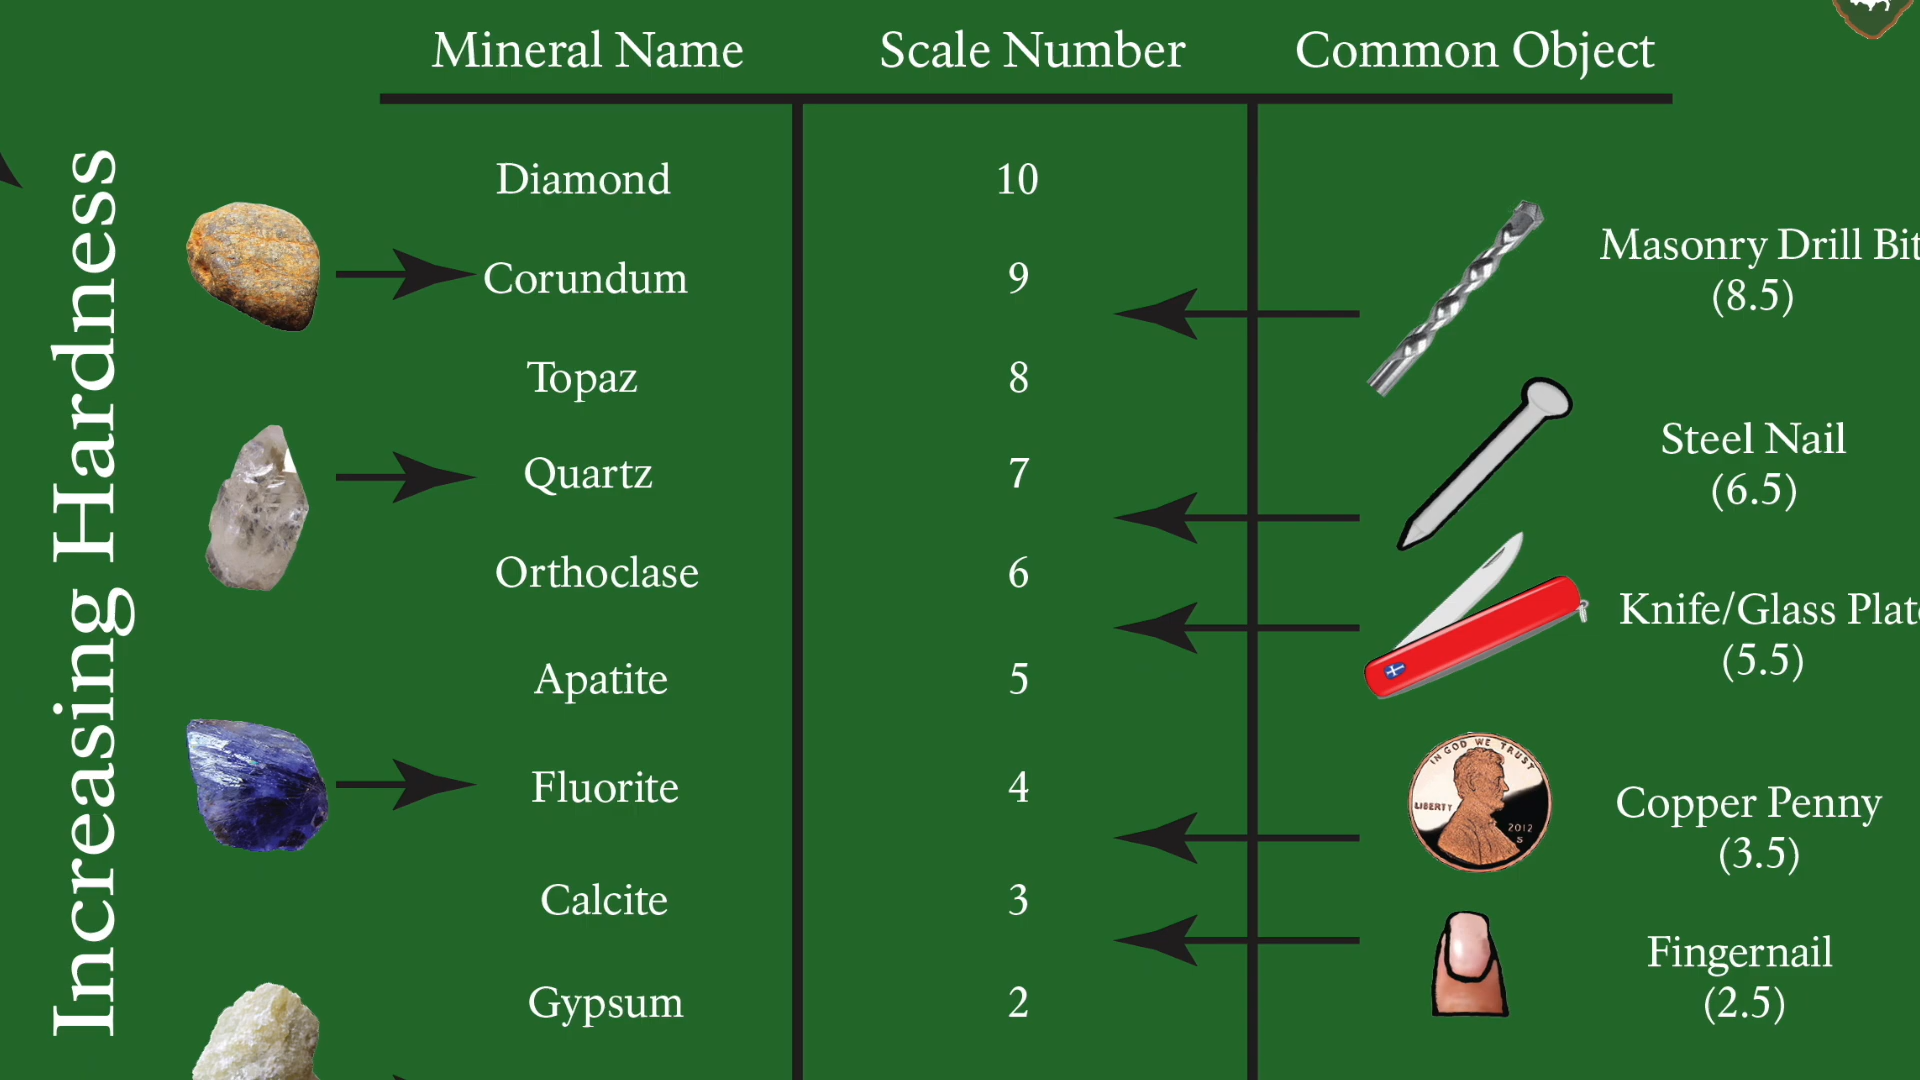 Mineral Name Scale Number Common Object
Increasing Hardness
Diamond 10
Masonry Drill Bit
(8.5)
Corundum 9
Topaz 8
Steel Nail
(6.5)
Quartz 7
Orthoclase 6
Knife/Glass Plate
(5.5)
Apatite 5
IN GOD WE TRUST
LIBERTY
2012
S
Copper Penny
(3.5)
Fluorite 4
Calcite 3
Fingernail
(2.5)
Gypsum 2